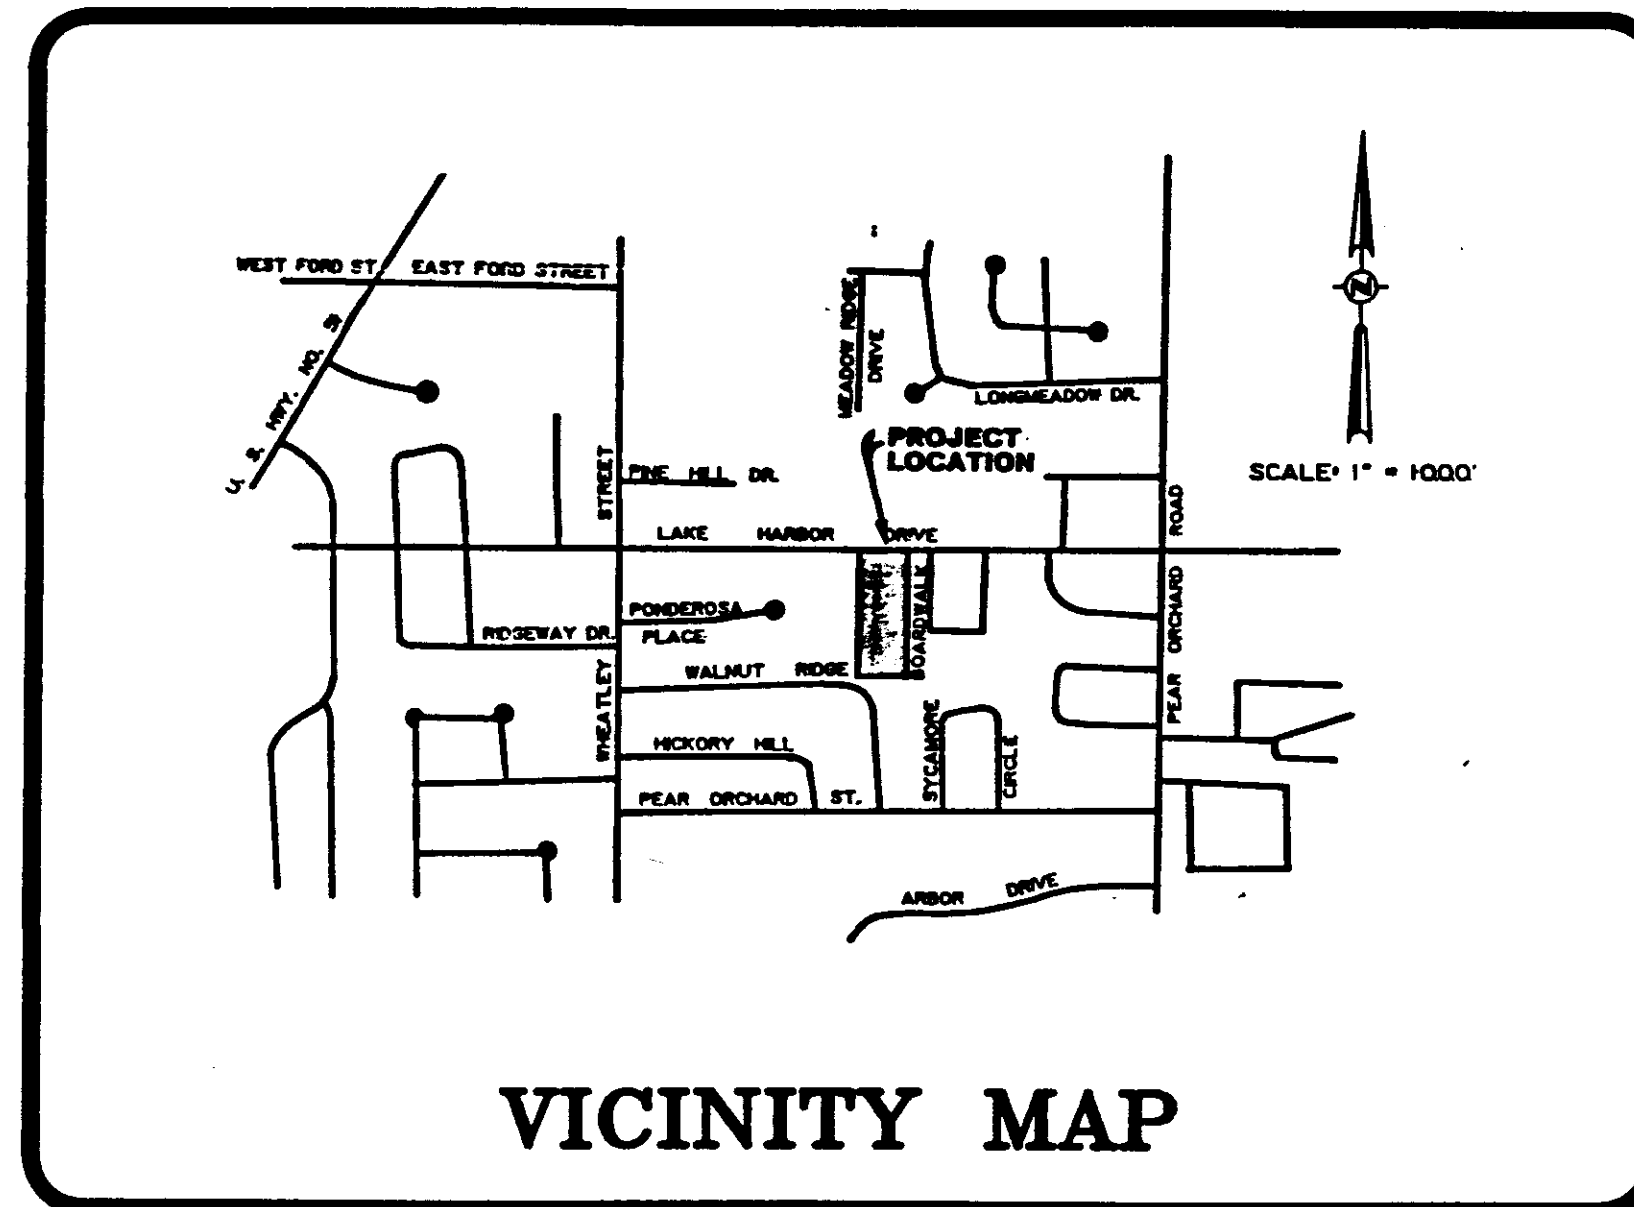 WEST FORD ST. EAST FORD STREET
U. S. HWY. NO. 51
MEADOW RIDGE
DRIVE
LONGMEADOW DR.
N
PROJECT
LOCATION
SCALE: 1" = 1000'
PINE HILL DR.
LAKE HARBOR DRIVE
WHEATLEY STREET
PEAR ORCHARD ROAD
BOARDWALK
PONDEROSA
PLACE
RIDGEWAY DR.
WALNUT RIDGE
HICKORY HILL
SYCAMORE
CIRCLE
PEAR ORCHARD ST.
ARBOR DRIVE
VICINITY MAP